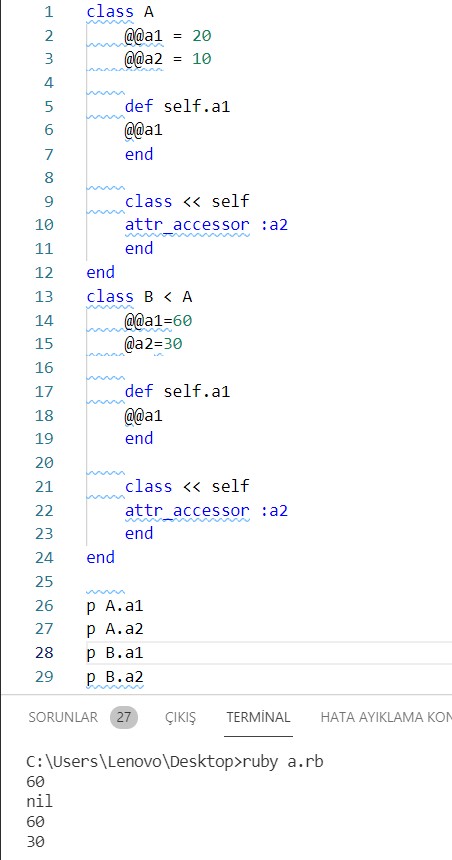 1 class A
2 @@a1 = 20
3 @@a2 = 10
4
5 def self.a1
6 @@a1
7 end
8
9 class << self
10 attr_accessor :a2
11 end
12 end
13 class B < A
14 @@a1=60
15 @a2=30
16
17 def self.a1
18 @@a1
19 end
20
21 class << self
22 attr_accessor :a2
23 end
24 end
25
26 p A.a1
27 p A.a2
28 p B.a1
29 p B.a2
SORUNLAR 27 ÇIKIŞ TERMİNAL HATA AYIKLAMA KON
C:\Users\Lenovo\Desktop>ruby a.rb
60
nil
60
30